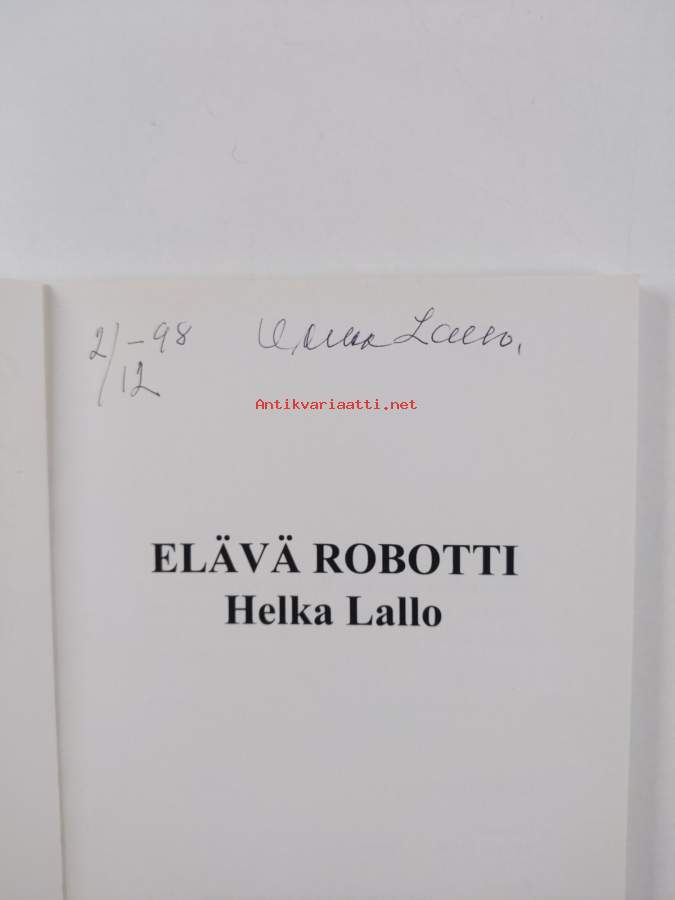 2/12 -98
Antikvariaatti.net
ELÄVÄ ROBOTTI
Helka Lallo